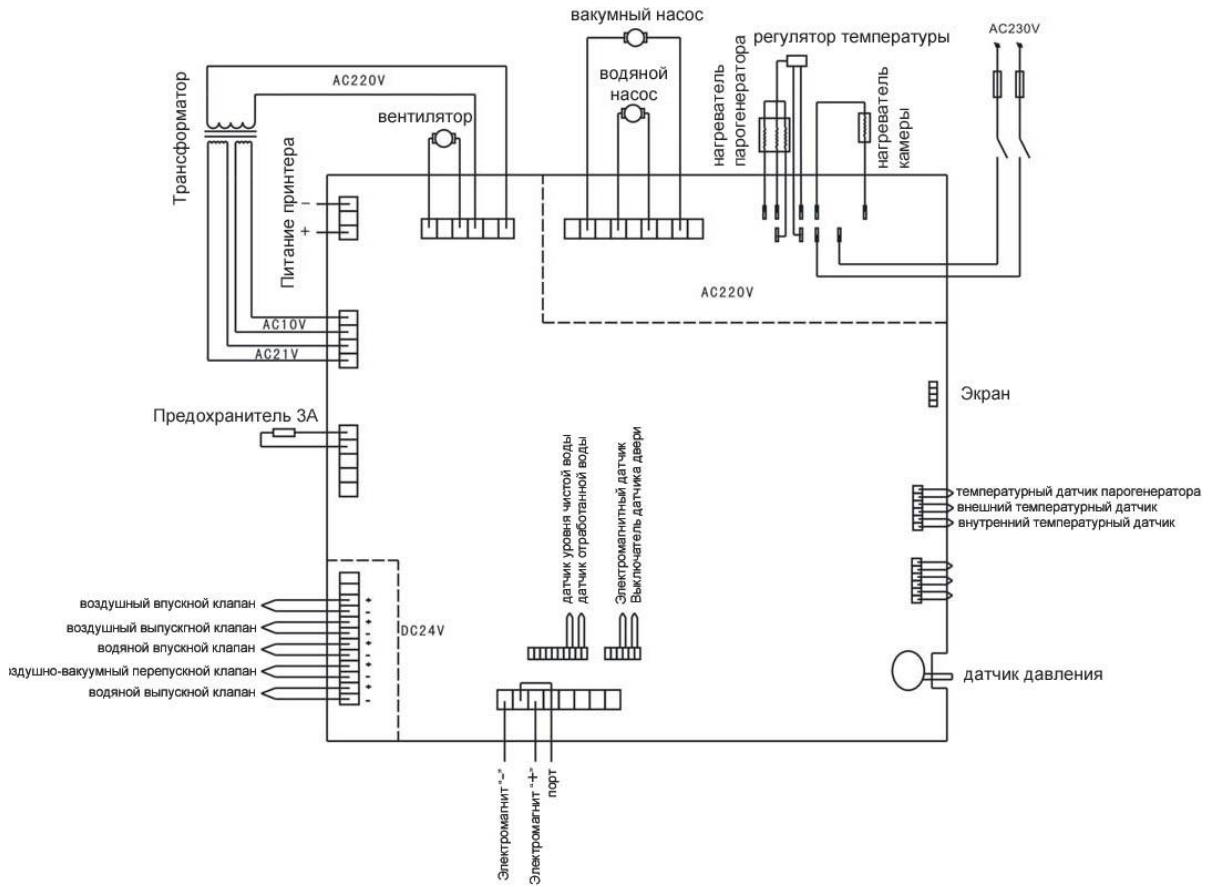 вакумный насос
AC230V
регулятор температуры
AC220V
водяной
насос
вентилятор
нагреватель
парогенератора
нагреватель
камеры
Трансформатор
Питание принтера
–
+
AC220V
AC10V
AC21V
Экран
Предохранитель 3А
датчик уровня чистой воды
датчик отработанной воды
Электромагнитный датчик
Выключатель датчика двери
температурный датчик парогенератора
внешний температурный датчик
внутренний температурный датчик
воздушный впускной клапан
+
-
воздушный выпускгной клапан
+
-
DC24V
водяной впускной клапан
+
-
здушно-вакуумный перепускной клапан
+
-
водяной выпускной клапан
+
-
датчик давления
Электромагнит "-"
Электромагнит "+"
порт